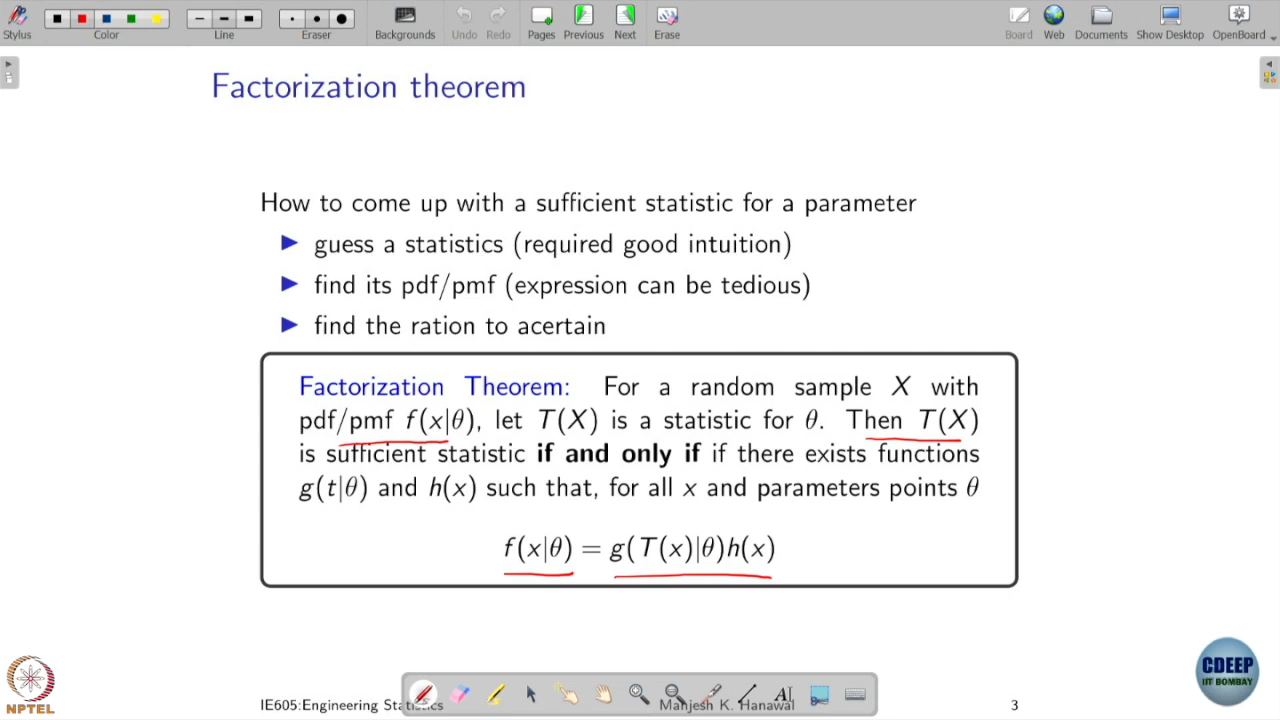 Stylus
Color
Line
Eraser
Backgrounds
Undo
Redo
Pages
Previous
Next
Erase
Board
Web
Documents
Show Desktop
OpenBoard
Factorization theorem
How to come up with a sufficient statistic for a parameter
▶ guess a statistics (required good intuition)
▶ find its pdf/pmf (expression can be tedious)
▶ find the ration to acertain
Factorization Theorem: For a random sample X with
pdf/pmf f(x|θ), let T(X) is a statistic for θ. Then T(X)
is sufficient statistic if and only if if there exists functions
g(t|θ) and h(x) such that, for all x and parameters points θ
f(x|θ) = g(T(x)|θ)h(x)
NPTEL
IE605:Engineering Statistics
Manjesh K. Hanawal
3
CDEEP
IIT BOMBAY